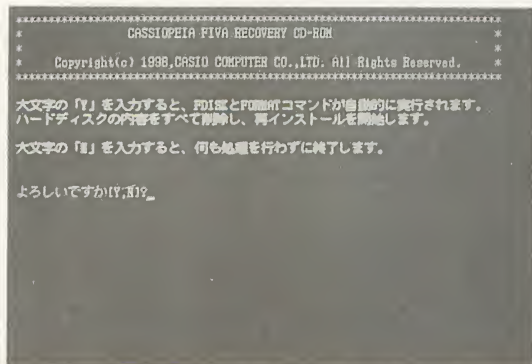 ****************************************************************
* CASSIOPEIA FIVA RECOVERY CD-ROM *
* *
* Copyright(c) 1998,CASIO COMPUTER CO.,LTD. All Rights Reserved. *
****************************************************************
大文字の「Y」を入力すると、FDISKとFORMATコマンドが自動的に実行されます。
ハードディスクの内容をすべて削除し、再インストールを開始します。
大文字の「N」を入力すると、何も処理を行わずに終了します。
よろしいですか[Y,N]?_